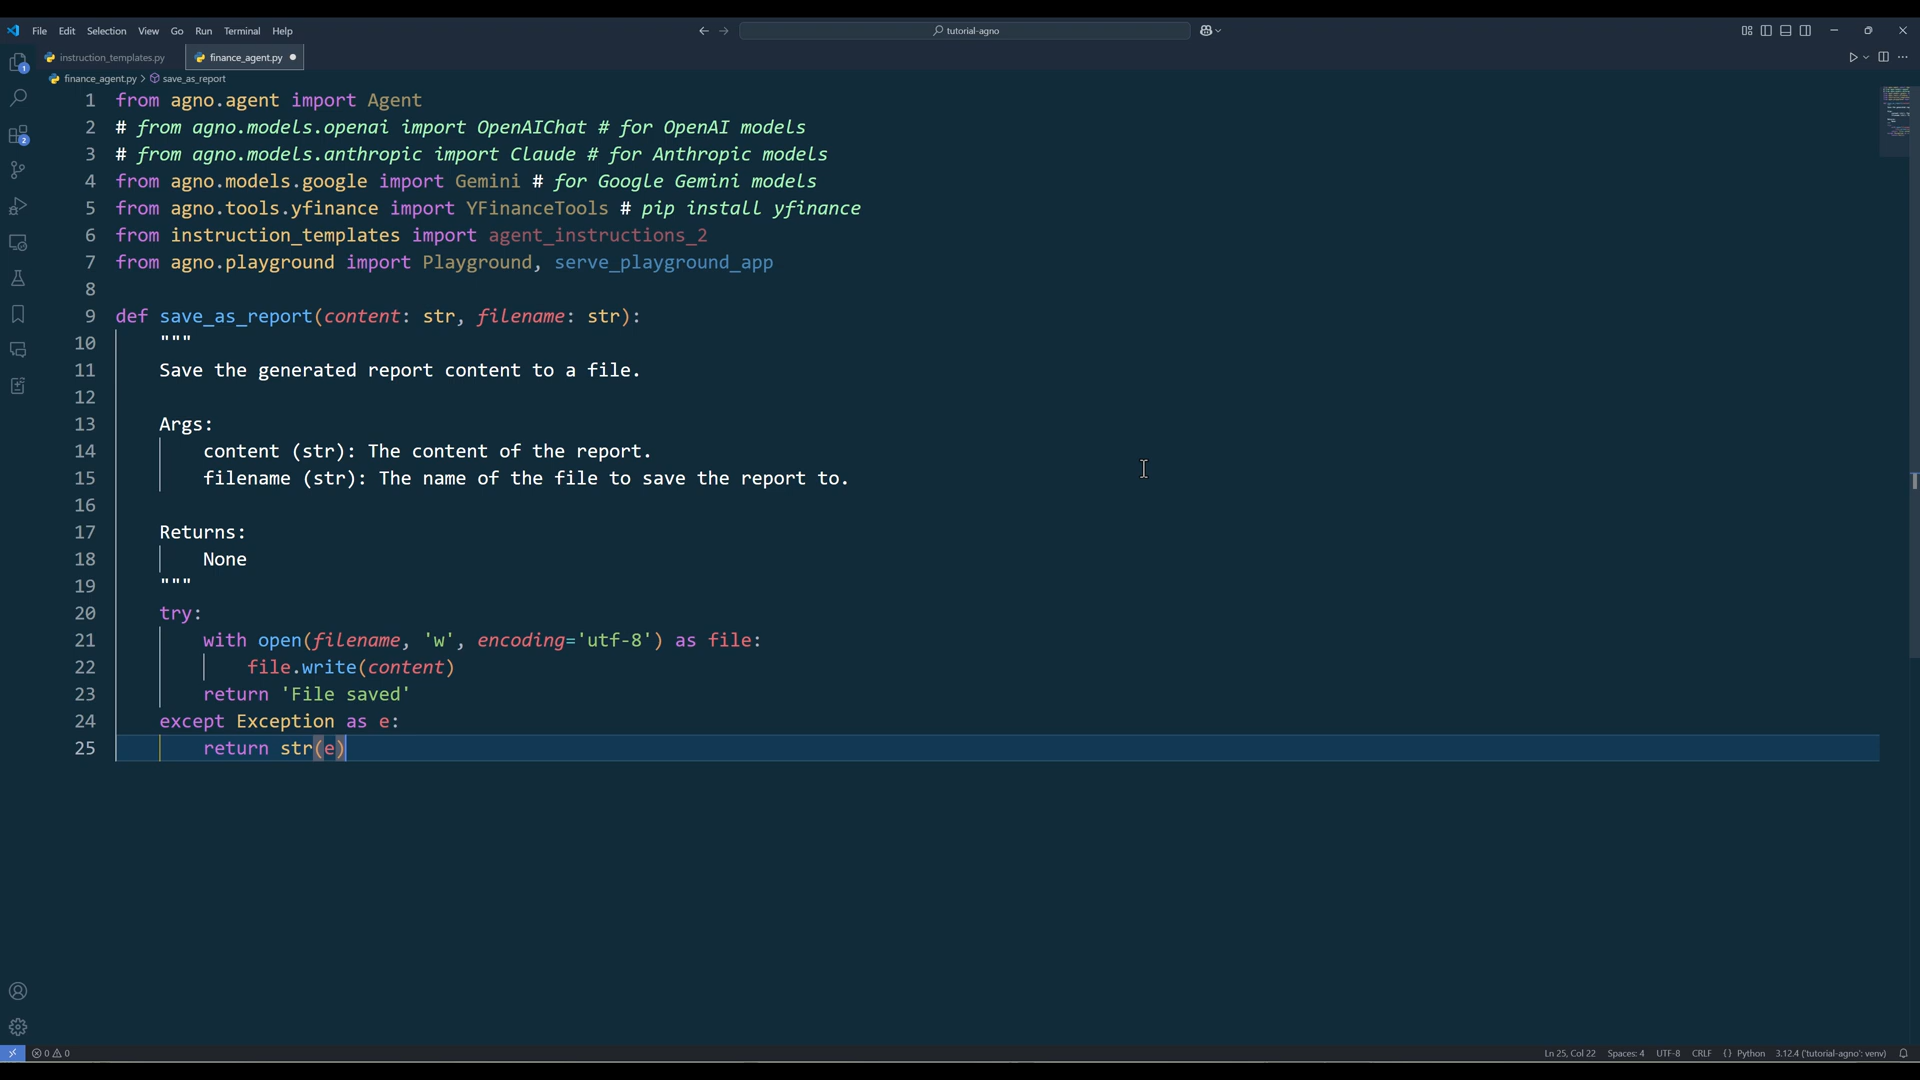 File Edit Selection View Go Run Terminal Help
tutorial-agno
instruction_templates.py
finance_agent.py
finance_agent.py > save_as_report
1 from agno.agent import Agent
2 # from agno.models.openai import OpenAIChat # for OpenAI models
3 # from agno.models.anthropic import Claude # for Anthropic models
4 from agno.models.google import Gemini # for Google Gemini models
5 from agno.tools.yfinance import YFinanceTools # pip install yfinance
6 from instruction_templates import agent_instructions_2
7 from agno.playground import Playground, serve_playground_app
8
9 def save_as_report(content: str, filename: str):
10 """
11 Save the generated report content to a file.
12
13 Args:
14 content (str): The content of the report.
15 filename (str): The name of the file to save the report to.
16
17 Returns:
18 None
19 """
20 try:
21 with open(filename, 'w', encoding='utf-8') as file:
22 file.write(content)
23 return 'File saved'
24 except Exception as e:
25 return str(e)
1
2
0 0
Ln 25, Col 22 Spaces: 4 UTF-8 CRLF {} Python 3.12.4 ('tutorial-agno': venv)